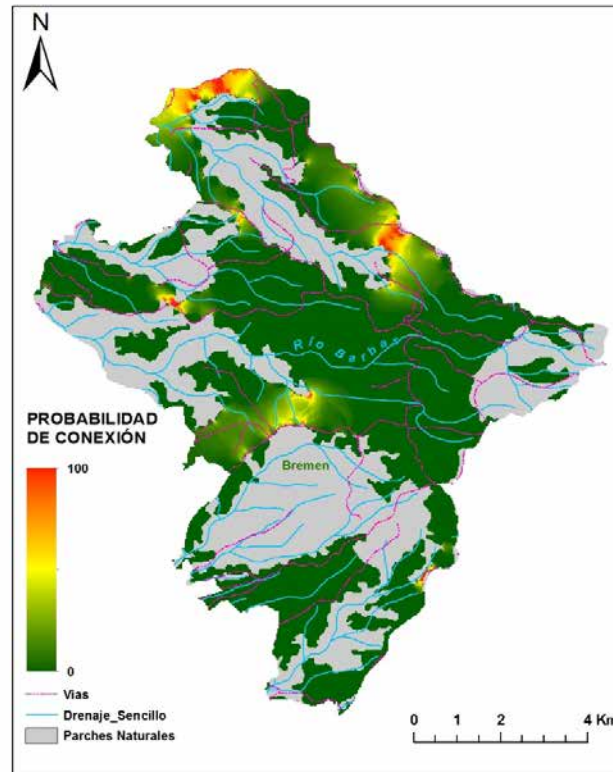 N
Río Barbas
Bremen
PROBABILIDAD
DE CONEXIÓN
100
0
Vias
Drenaje_Sencillo
Parches Naturales
0 1 2 4 Km